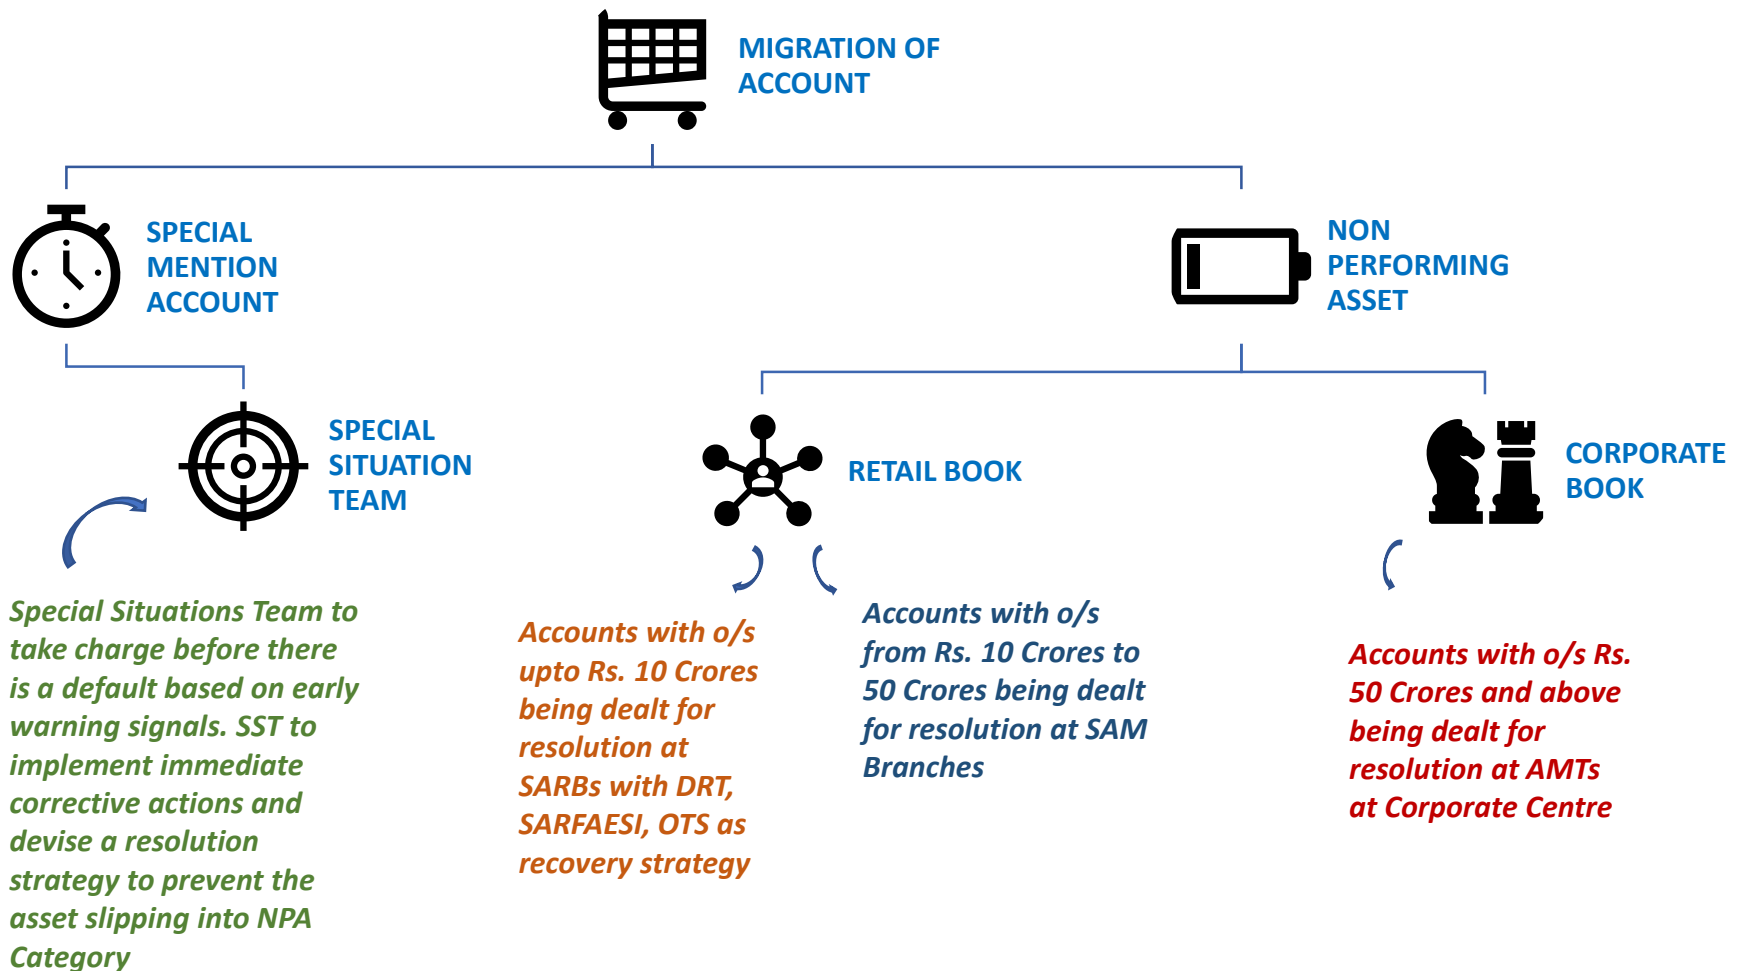 MIGRATION OF
ACCOUNT
SPECIAL
MENTION
ACCOUNT
NON
PERFORMING
ASSET
SPECIAL
SITUATION
TEAM
RETAIL BOOK
CORPORATE
BOOK
Special Situations Team to
take charge before there
is a default based on early
warning signals. SST to
implement immediate
corrective actions and
devise a resolution
strategy to prevent the
asset slipping into NPA
Category
Accounts with o/s
upto Rs. 10 Crores
being dealt for
resolution at
SARBs with DRT,
SARFAESI, OTS as
recovery strategy
Accounts with o/s
from Rs. 10 Crores to
50 Crores being dealt
for resolution at SAM
Branches
Accounts with o/s Rs.
50 Crores and above
being dealt for
resolution at AMTs
at Corporate Centre